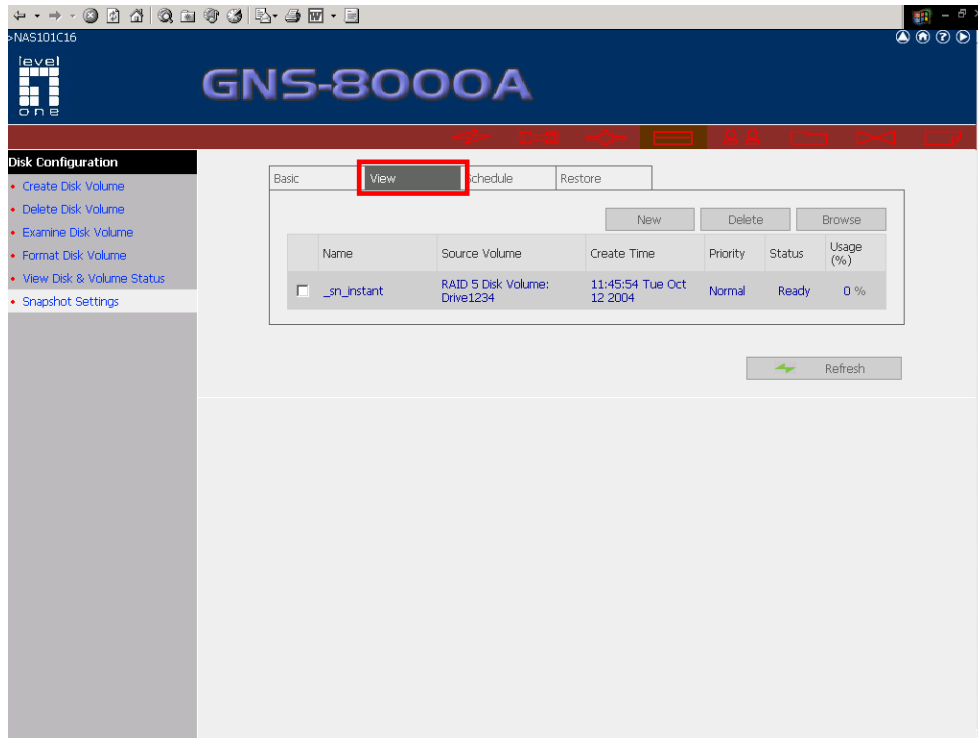 >NAS101C16
level
one
GNS-8000A
Disk Configuration
Create Disk Volume
Delete Disk Volume
Examine Disk Volume
Format Disk Volume
View Disk & Volume Status
Snapshot Settings
Basic View Schedule Restore
New Delete Browse
Name Source Volume Create Time Priority Status Usage (%)
_sn_instant RAID 5 Disk Volume: 11:45:54 Tue Oct Normal Ready 0 %
Drive1234 12 2004
Refresh